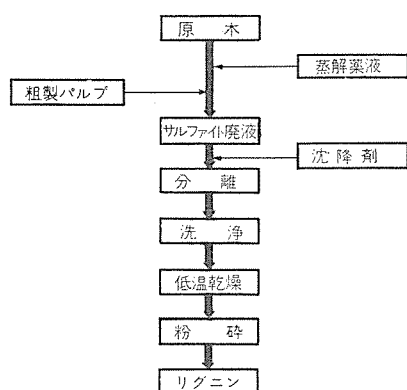 原木
蒸解薬液
粗製パルプ
サルファイト廃液
沈降剤
分離
洗浄
低温乾燥
粉砕
リグニン